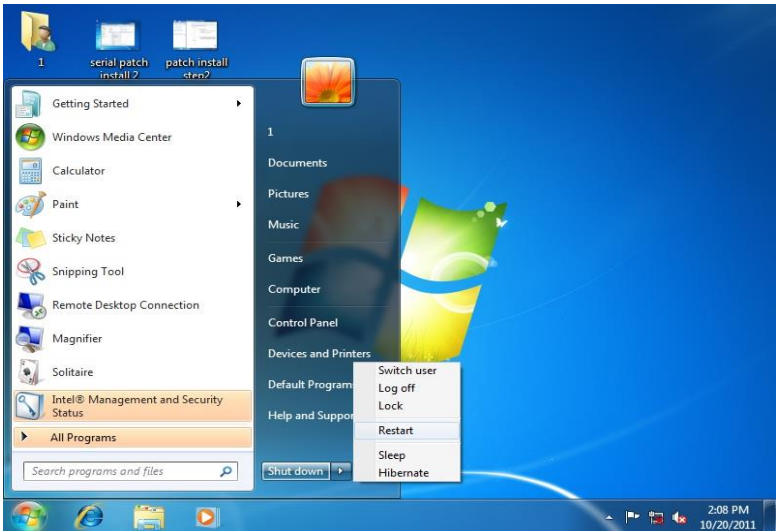 1
serial patch
install 2
patch install
step2
Getting Started
Windows Media Center
Calculator
Paint
Sticky Notes
Snipping Tool
Remote Desktop Connection
Magnifier
Solitaire
Intel® Management and Security
Status
All Programs
Search programs and files
1
Documents
Pictures
Music
Games
Computer
Control Panel
Devices and Printers
Default Program
Help and Suppor
Shut down
Switch user
Log off
Lock
Restart
Sleep
Hibernate
2:08 PM
10/20/2011